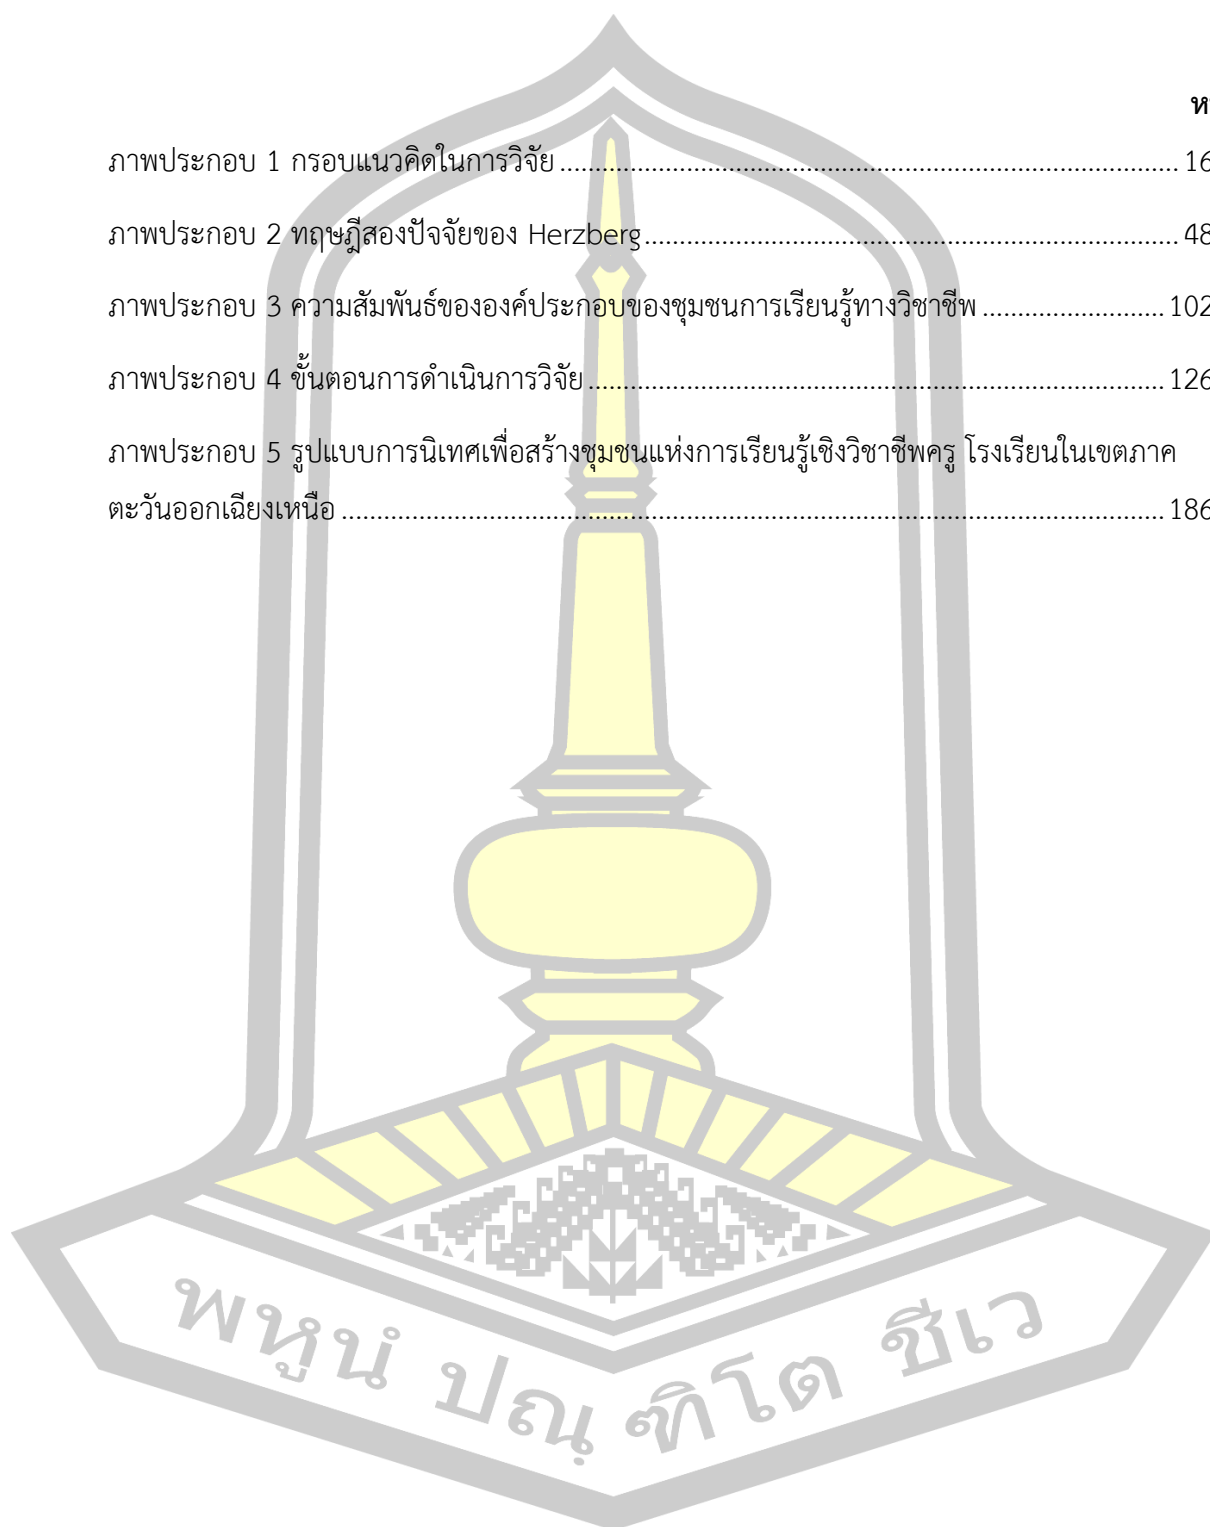 ภาพประกอบ 1 กรอบแนวคิดในการวิจัย ........................................ 16
ภาพประกอบ 2 ทฤษฎีสองปัจจัยของ Herzberg ........................................ 48
ภาพประกอบ 3 ความสัมพันธ์ขององค์ประกอบของชุมชนการเรียนรู้ทางวิชาชีพ ........................ 102
ภาพประกอบ 4 ขั้นตอนการดำเนินการวิจัย ........................................ 126
ภาพประกอบ 5 รูปแบบการนิเทศเพื่อสร้างชุมชนแห่งการเรียนรู้เชิงวิชาชีพครู โรงเรียนในเขตภาค
ตะวันออกเฉียงเหนือ ........................................ 186
พหูนํ ปณฺฑิโต ชีเว